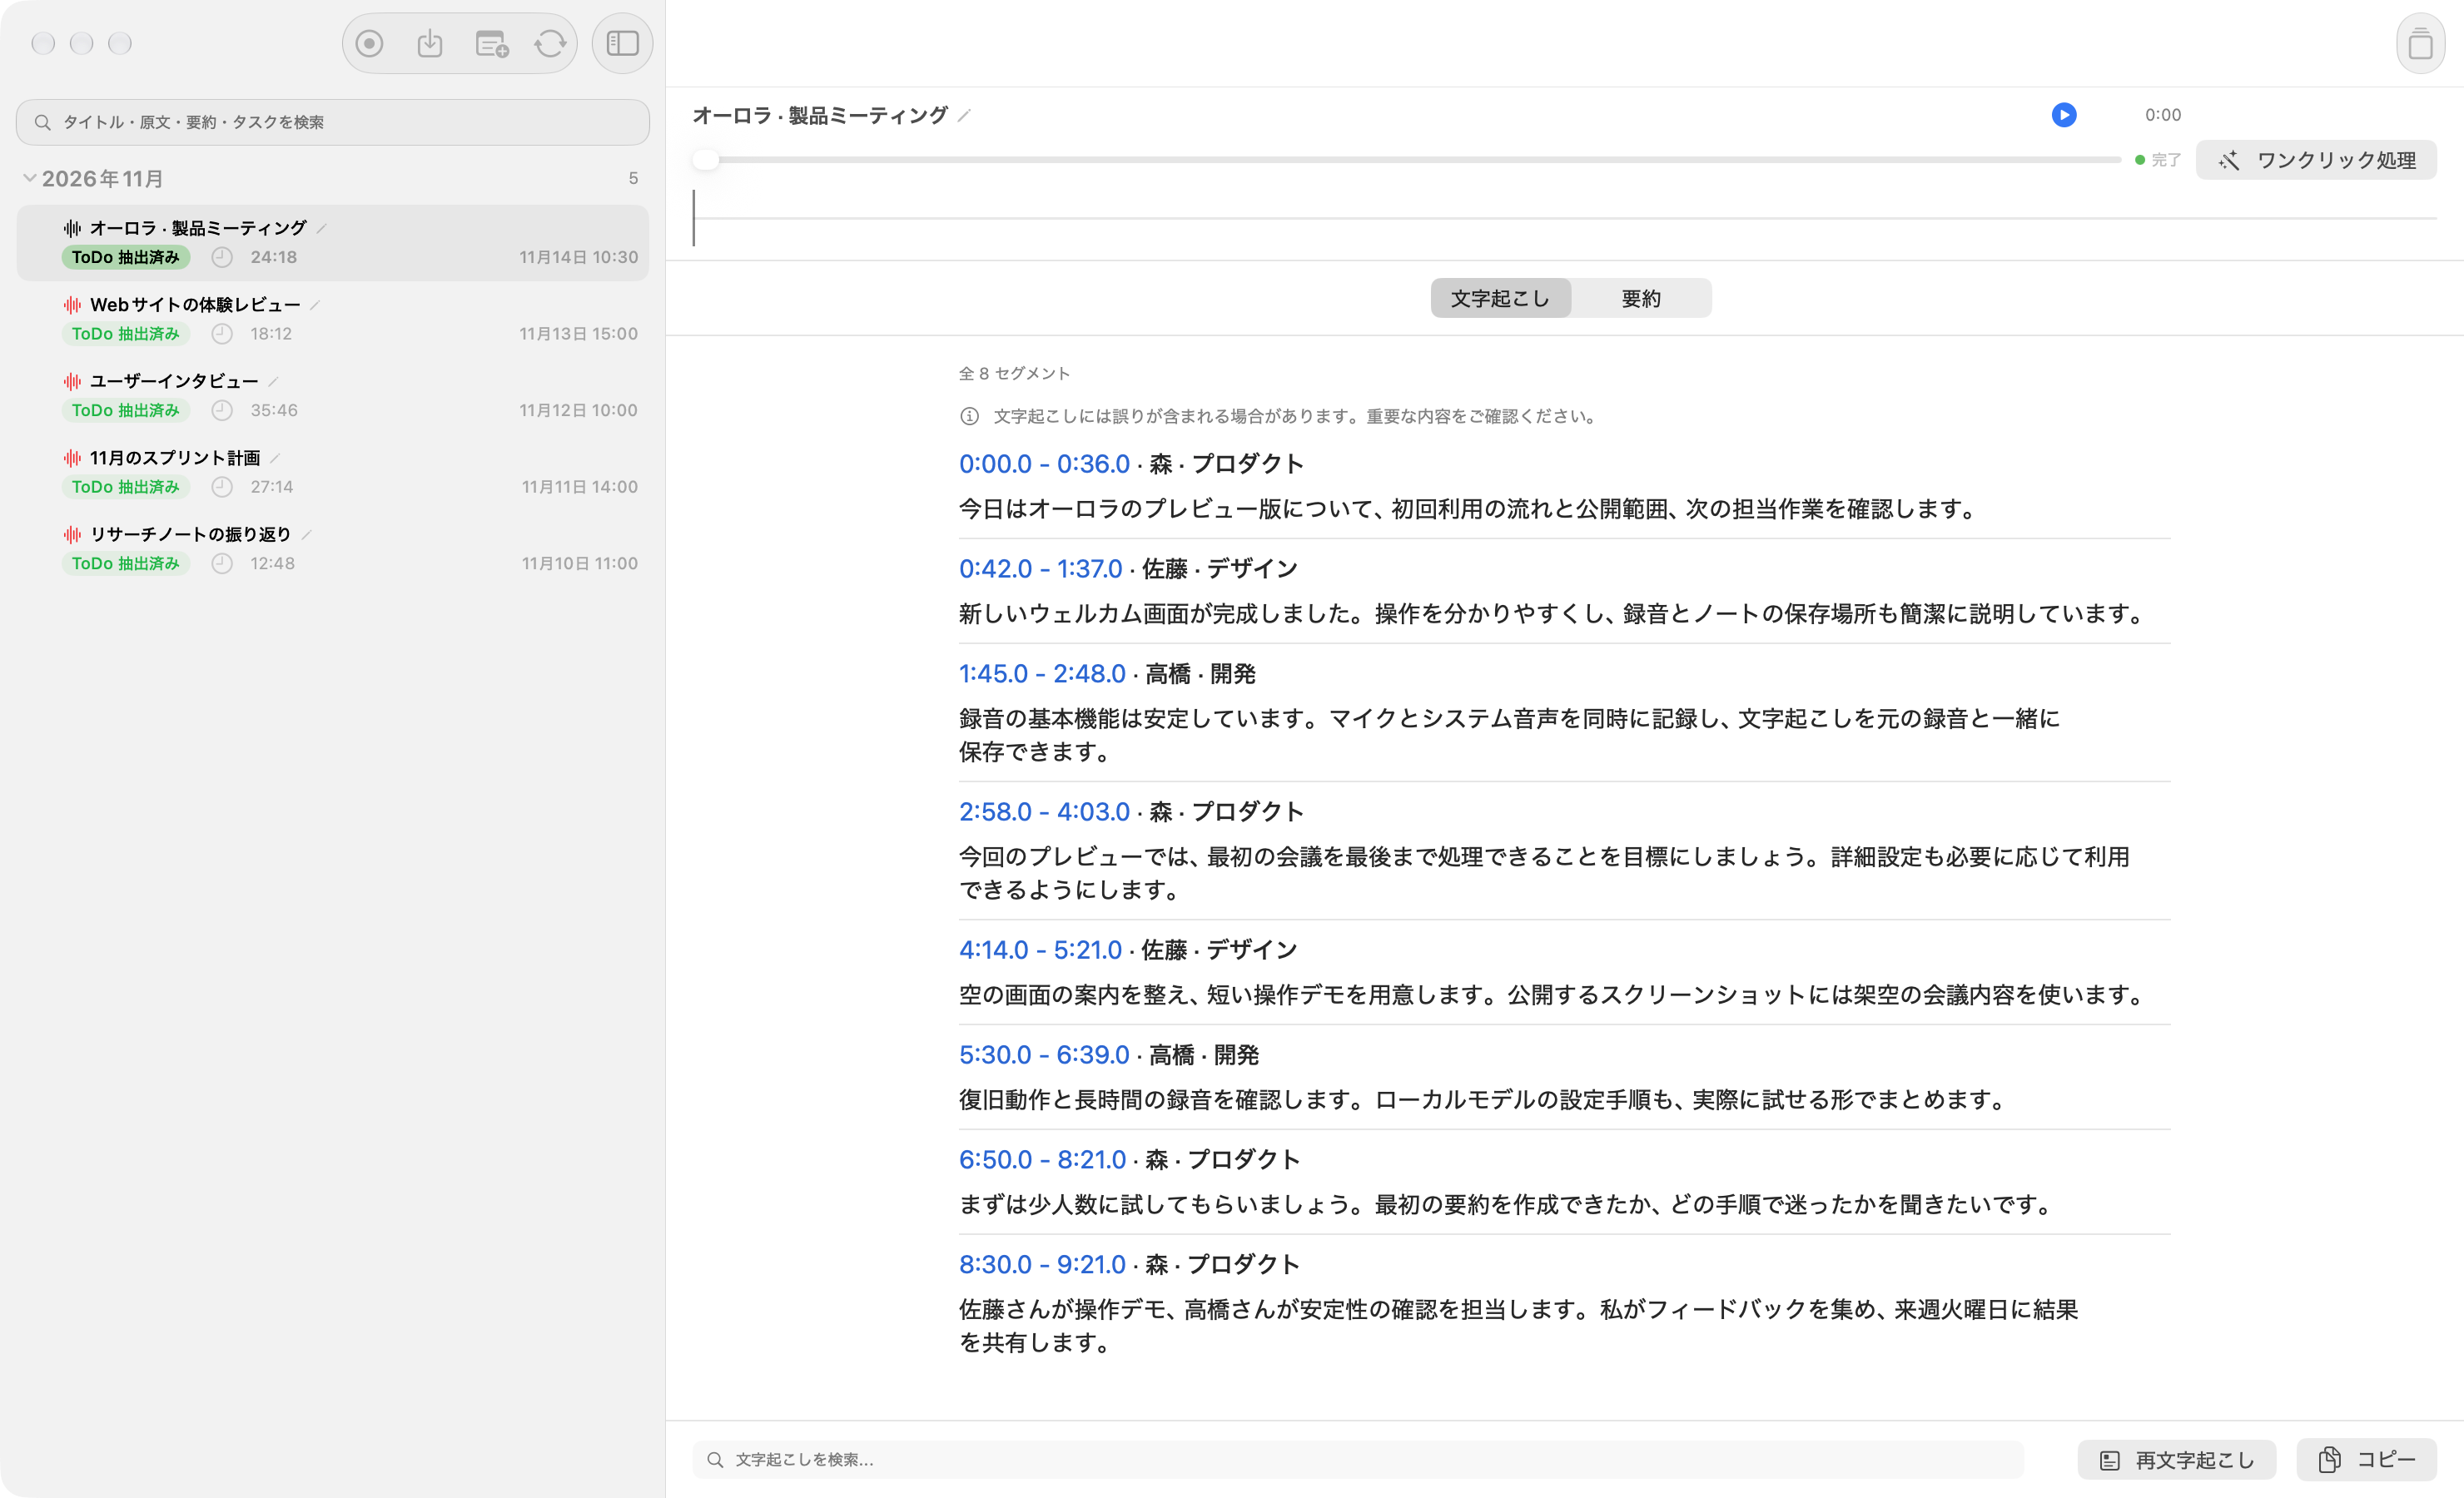 タイトル・原文・要約・タスクを検索
2026年11月
5
オーロラ · 製品ミーティング
ToDo 抽出済み 24:18 11月14日 10:30
Webサイトの体験レビュー
ToDo 抽出済み 18:12 11月13日 15:00
ユーザーインタビュー
ToDo 抽出済み 35:46 11月12日 10:00
11月のスプリント計画
ToDo 抽出済み 27:14 11月11日 14:00
リサーチノートの振り返り
ToDo 抽出済み 12:48 11月10日 11:00
オーロラ · 製品ミーティング
0:00
完了
ワンクリック処理
文字起こし
要約
全 8 セグメント
文字起こしには誤りが含まれる場合があります。重要な内容をご確認ください。
0:00.0 - 0:36.0 · 森 · プロダクト
今日はオーロラのプレビュー版について、初回利用の流れと公開範囲、次の担当作業を確認します。
0:42.0 - 1:37.0 · 佐藤 · デザイン
新しいウェルカム画面が完成しました。操作を分かりやすくし、録音とノートの保存場所も簡潔に説明しています。
1:45.0 - 2:48.0 · 高橋 · 開発
録音の基本機能は安定しています。マイクとシステム音声を同時に記録し、文字起こしを元の録音と一緒に
保存できます。
2:58.0 - 4:03.0 · 森 · プロダクト
今回のプレビューでは、最初の会議を最後まで処理できることを目標にしましょう。詳細設定も必要に応じて利用
できるようにします。
4:14.0 - 5:21.0 · 佐藤 · デザイン
空の画面の案内を整え、短い操作デモを用意します。公開するスクリーンショットには架空の会議内容を使います。
5:30.0 - 6:39.0 · 高橋 · 開発
復旧動作と長時間の録音を確認します。ローカルモデルの設定手順も、実際に試せる形でまとめます。
6:50.0 - 8:21.0 · 森 · プロダクト
まずは少人数に試してもらいましょう。最初の要約を作成できたか、どの手順で迷ったかを聞きたいです。
8:30.0 - 9:21.0 · 森 · プロダクト
佐藤さんが操作デモ、高橋さんが安定性の確認を担当します。私がフィードバックを集め、来週火曜日に結果
を共有します。
文字起こしを検索...
再文字起こし
コピー